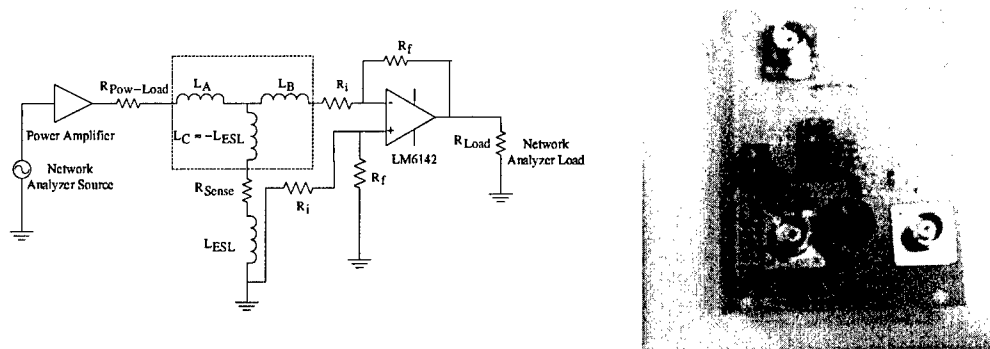 R_f
L_A
L_B
R_Pow-Load
R_i
-
+
Power Amplifier
L_C = -L_ESL
R_Load
Network
Analyzer Load
LM6142
Network
Analyzer Source
R_Sense
R_i
R_f
L_ESL